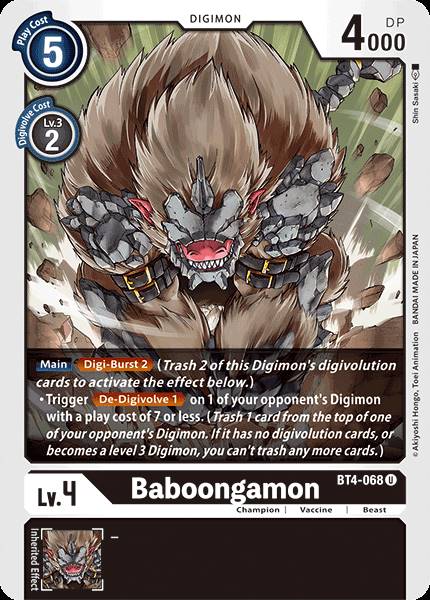 Play Cost
5
DIGIMON
DP
4000
Digivolve Cost
Lv.3
2
Shin Sasaki
Main Digi-Burst 2 (Trash 2 of this Digimon's digivolution
cards to activate the effect below.)
•Trigger De-Digivolve 1 on 1 of your opponent's Digimon
with a play cost of 7 or less. (Trash 1 card from the top of
one of your opponent's Digimon. If it has no digivolution cards, or
becomes a level 3 Digimon, you can't trash any more cards.)
©Akiyoshi Hongo, Toei Animation BANDAI MADE IN JAPAN
Lv.4
Baboongamon
BT4-068 U
Champion | Vaccine | Beast
Inherited Effect
–